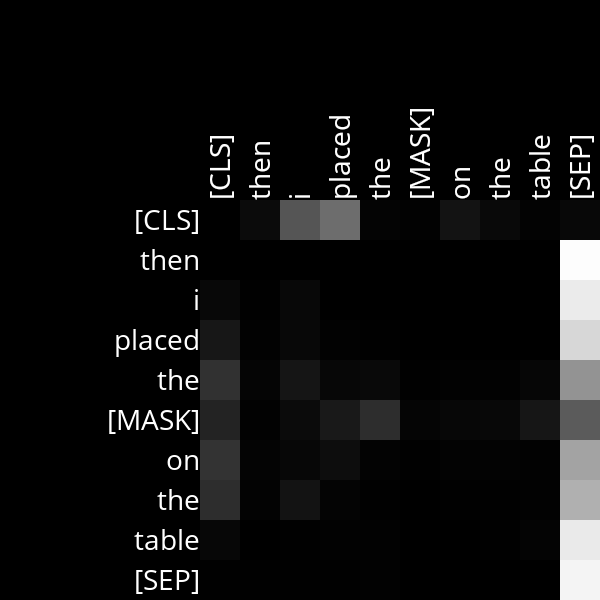 [CLS] then i placed the [MASK] on the table [SEP]
[CLS]
then
i
placed
the
[MASK]
on
the
table
[SEP]